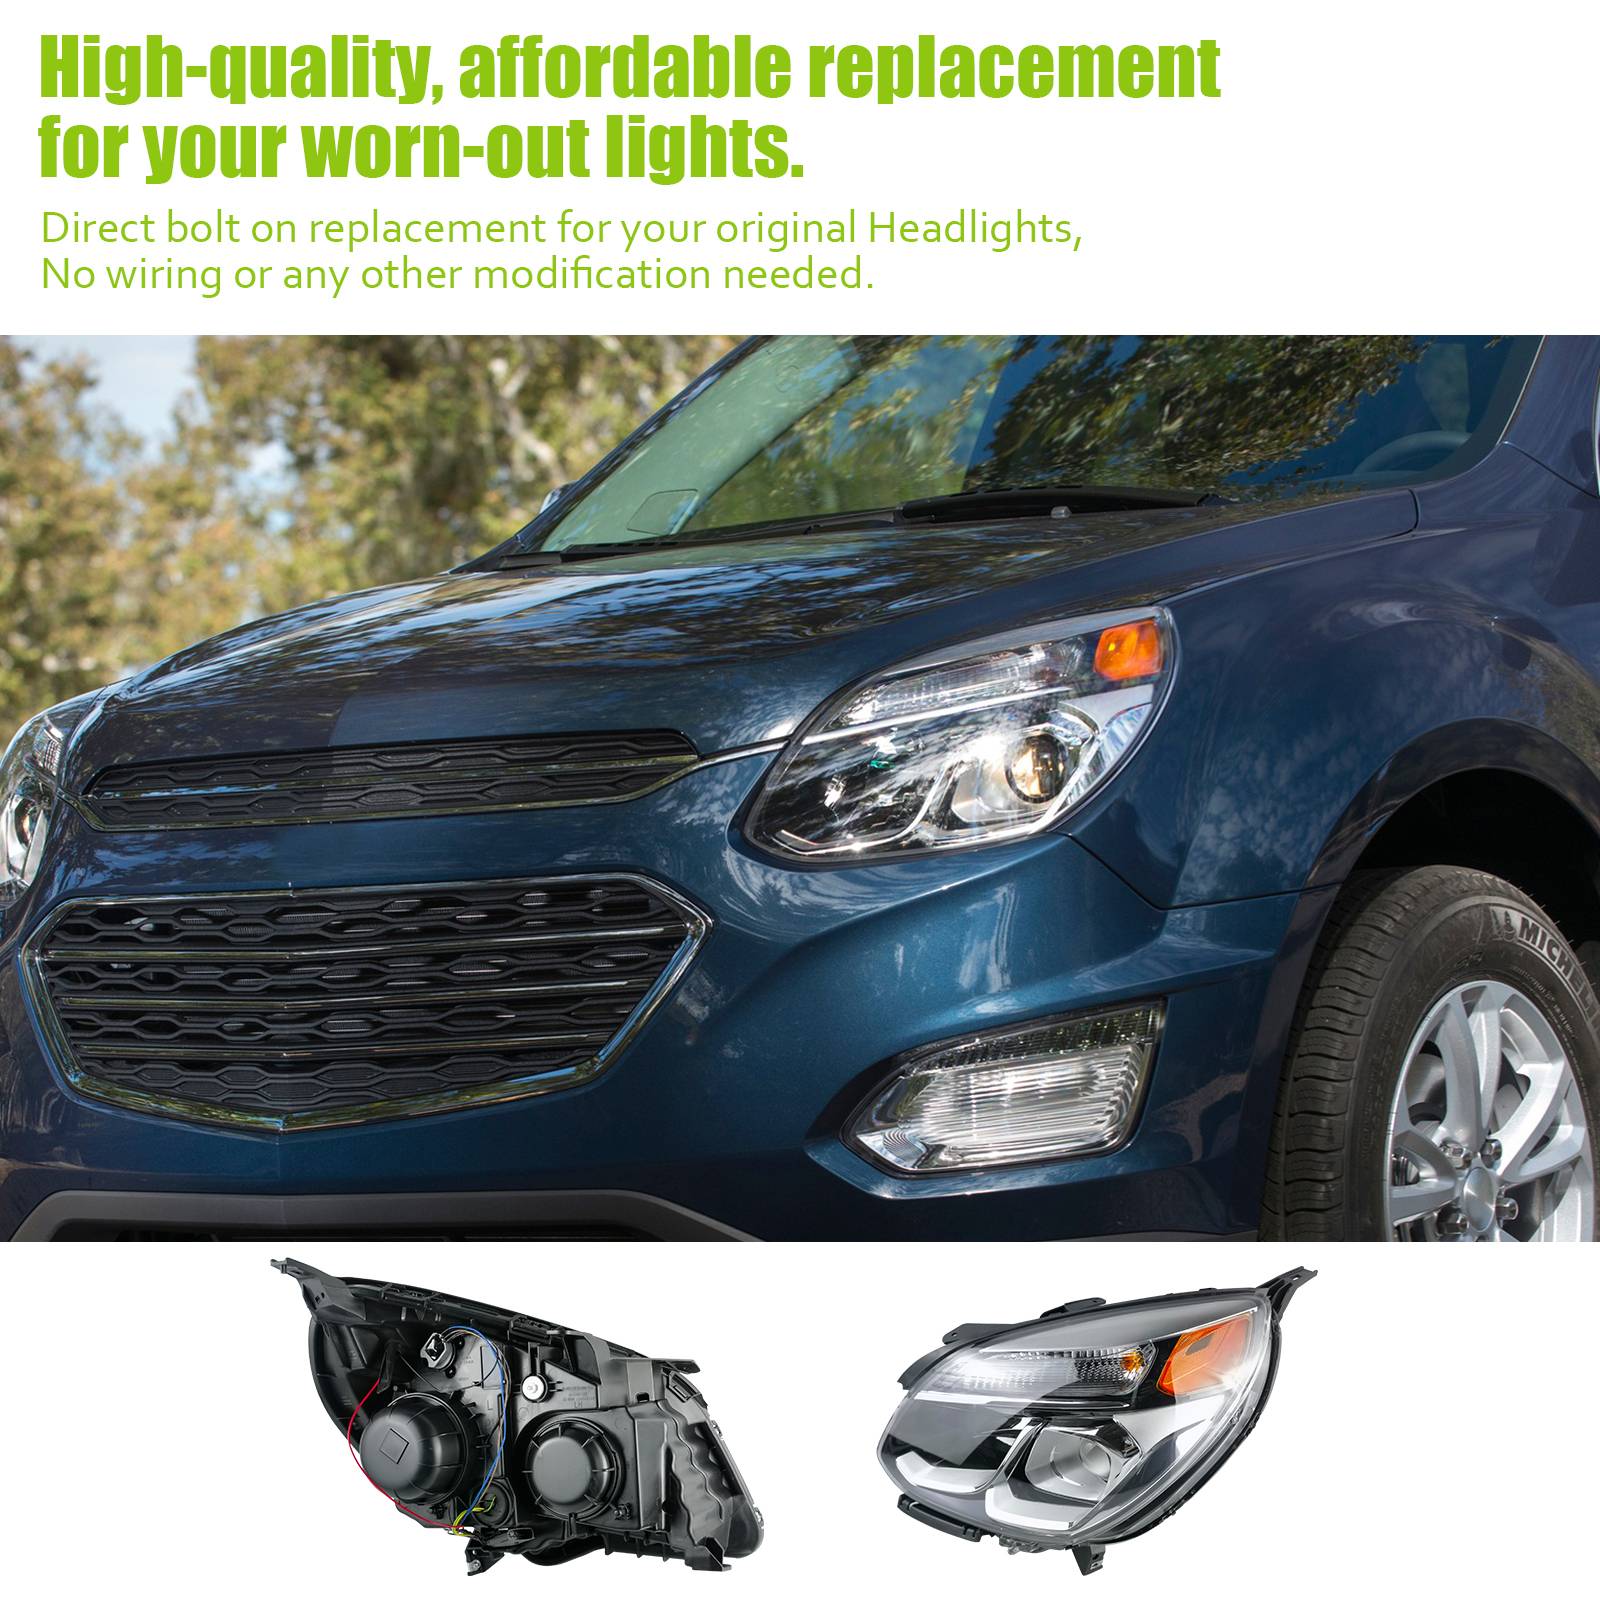 High-quality, affordable replacement
for your worn-out lights.
Direct bolt on replacement for your original Headlights,
No wiring or any other modification needed.
MICHELIN